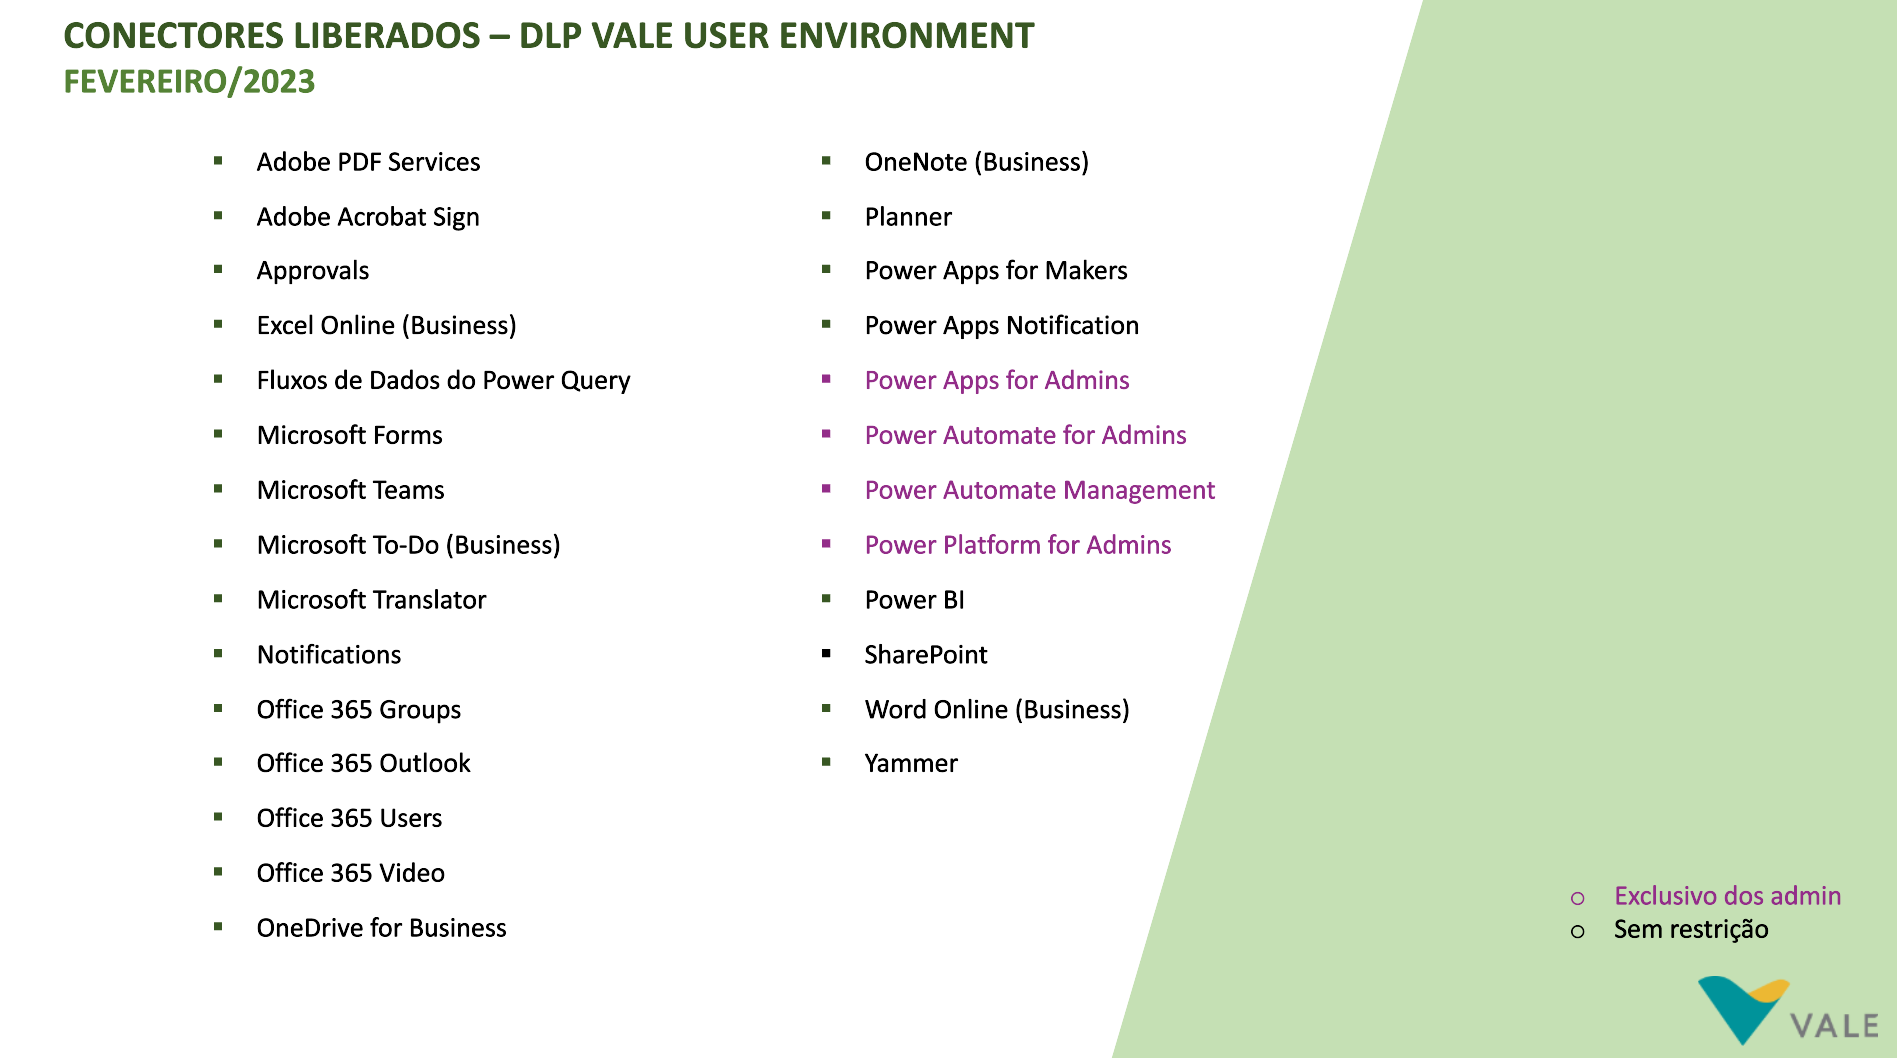 CONECTORES LIBERADOS – DLP VALE USER ENVIRONMENT
FEVEREIRO/2023
Adobe PDF Services
Adobe Acrobat Sign
Approvals
Excel Online (Business)
Fluxos de Dados do Power Query
Microsoft Forms
Microsoft Teams
Microsoft To-Do (Business)
Microsoft Translator
Notifications
Office 365 Groups
Office 365 Outlook
Office 365 Users
Office 365 Video
OneDrive for Business
OneNote (Business)
Planner
Power Apps for Makers
Power Apps Notification
Power Apps for Admins
Power Automate for Admins
Power Automate Management
Power Platform for Admins
Power BI
SharePoint
Word Online (Business)
Yammer
Exclusivo dos admin
Sem restrição
VALE